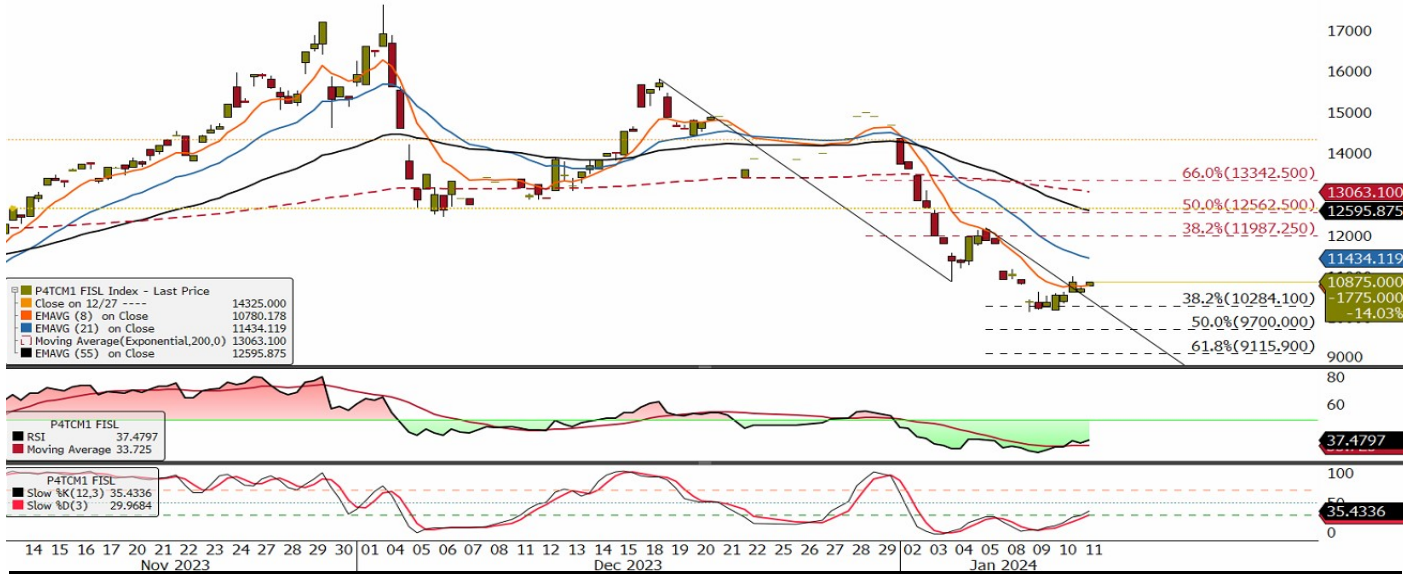 17000
16000
15000
14000
66.0%(13342.500)
13063.100
50.0%(12562.500)
12595.875
38.2%(11987.250)
12000
11434.119
10875.000
-1775.000
-14.03%
38.2%(10284.100)
50.0%(9700.000)
61.8%(9115.900)
9000
P4TCM1 FISL Index - Last Price
Close on 12/27 ---- 14325.000
EMAVG (8) on Close 10780.178
EMAVG (21) on Close 11434.119
Moving Average(Exponential,200,0) 13063.100
EMAVG (55) on Close 12595.875
80
60
P4TCM1 FISL
RSI 37.4797
Moving Average 33.725
37.4797
P4TCM1 FISL
Slow %K(12,3) 35.4336
Slow %D(3) 29.9684
100
50
35.4336
0
14 15 16 17 20 21 22 23 24 27 28 29 30 01 04 05 06 07 08 11 12 13 14 15 18 19 20 21 22 25 26 27 28 29 02 03 04 05 08 09 10 11
Nov 2023 Dec 2023 Jan 2024